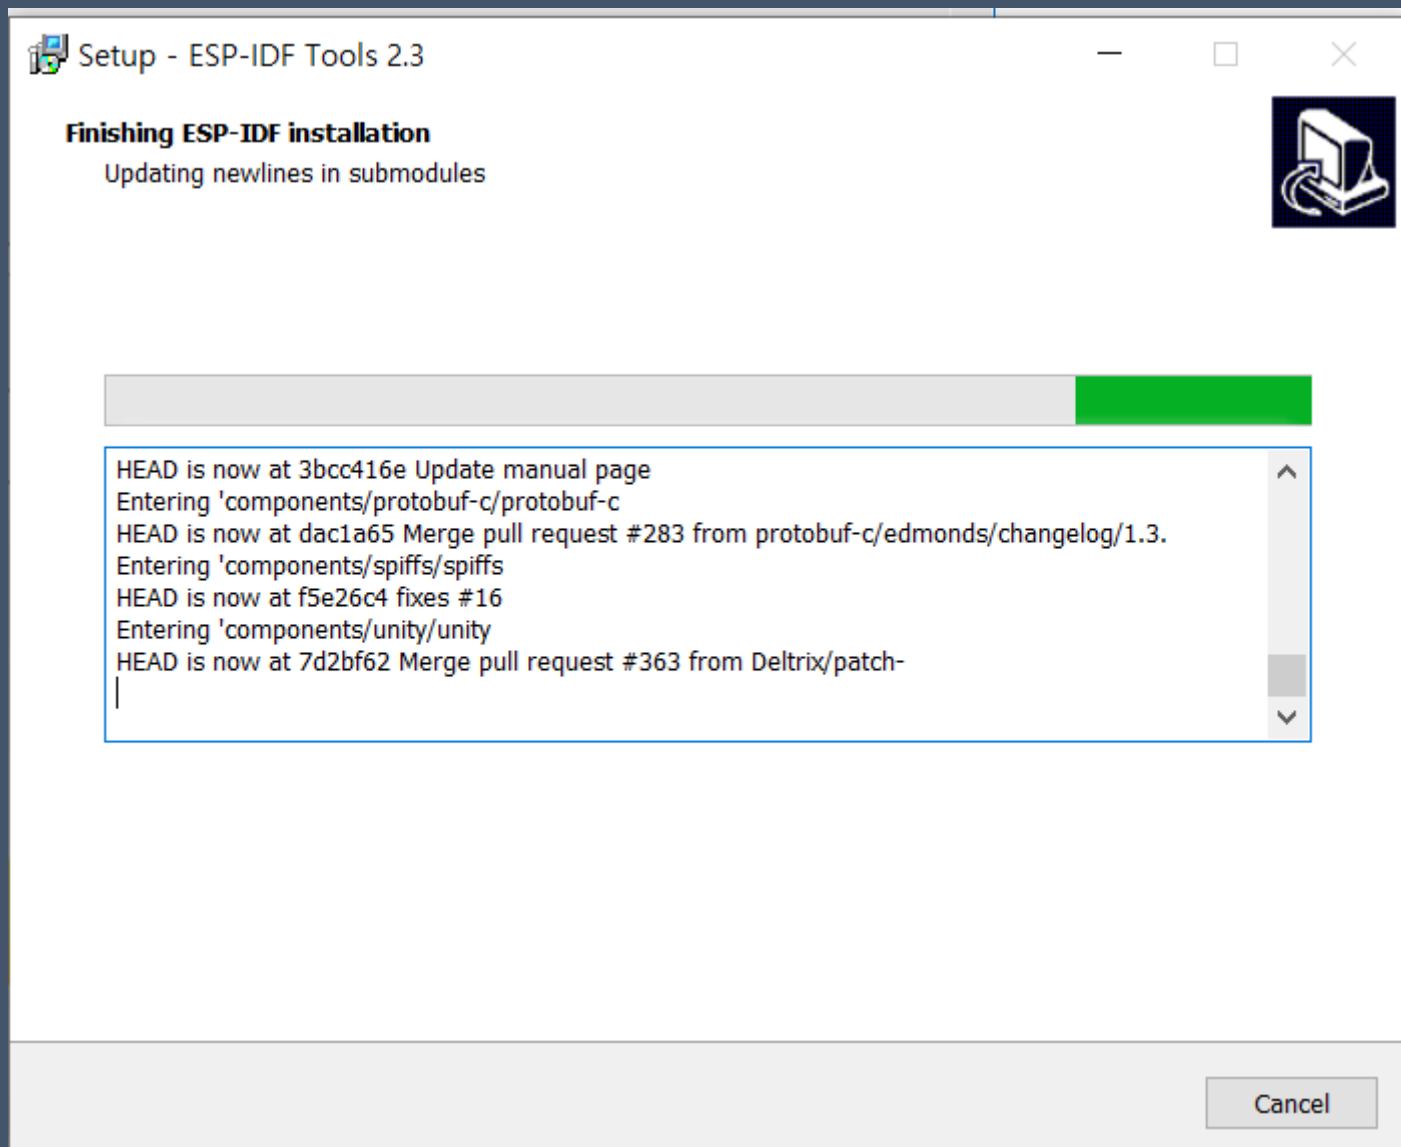 Setup - ESP-IDF Tools 2.3
Finishing ESP-IDF installation
Updating newlines in submodules
HEAD is now at 3bcc416e Update manual page
Entering 'components/protobuf-c/protobuf-c
HEAD is now at dac1a65 Merge pull request #283 from protobuf-c/edmonds/changelog/1.3.
Entering 'components/spiffs/spiffs
HEAD is now at f5e26c4 fixes #16
Entering 'components/unity/unity
HEAD is now at 7d2bf62 Merge pull request #363 from Deltrix/patch-
Cancel